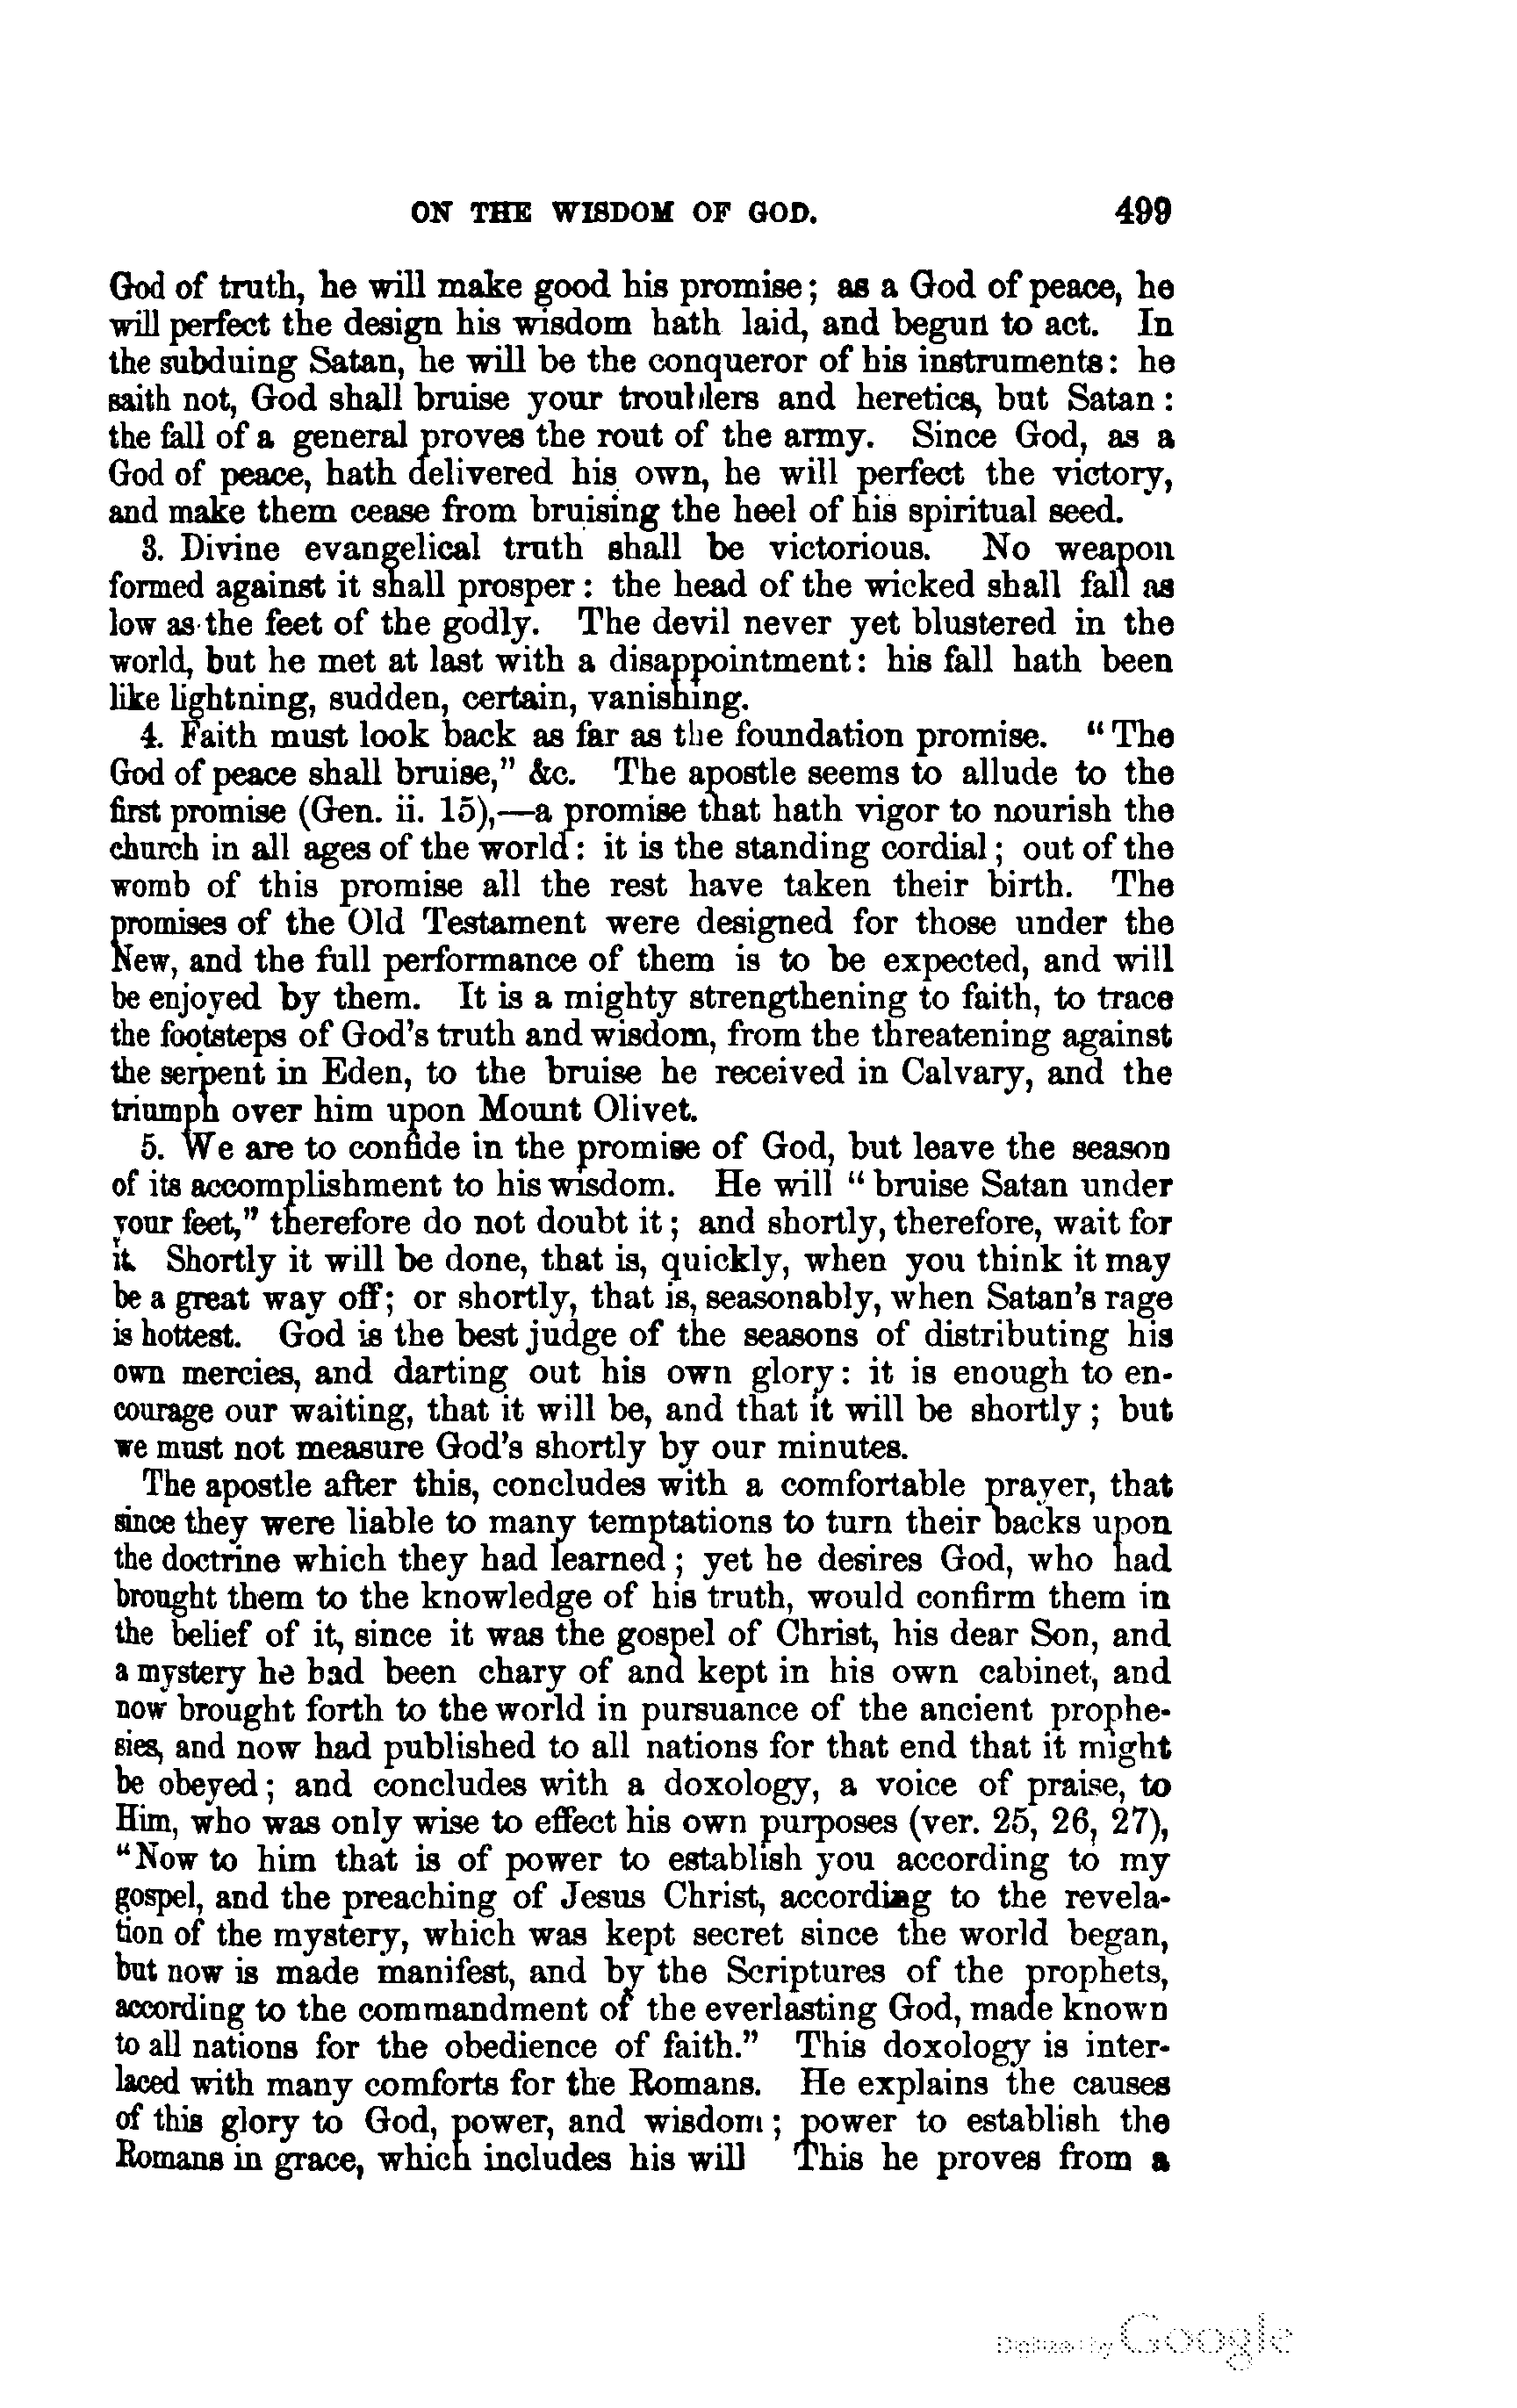 ON THE WISDOM OF GOD. 499
God of truth, he will make good his promise; as a God of peace, he
will perfect the design his wisdom hath laid, and begun to act. In
the subduing Satan, he will be the conqueror of his instruments: he
saith not, God shall bruise your troublers and heretics, but Satan:
the fall of a general proves the rout of the army. Since God, as a
God of peace, hath delivered his own, he will perfect the victory,
and make them cease from bruising the heel of his spiritual seed.
3. Divine evangelical truth shall be victorious. No weapon
formed against it shall prosper: the head of the wicked shall fall as
low as the feet of the godly. The devil never yet blustered in the
world, but he met at last with a disappointment: his fall hath been
like lightning, sudden, certain, vanishing.
4. Faith must look back as far as the foundation promise. “The
God of peace shall bruise,” &c. The apostle seems to allude to the
first promise (Gen. ii. 15),—a promise that hath vigor to nourish the
church in all ages of the world: it is the standing cordial; out of the
womb of this promise all the rest have taken their birth. The
promises of the Old Testament were designed for those under the
New, and the full performance of them is to be expected, and will
be enjoyed by them. It is a mighty strengthening to faith, to trace
the footsteps of God's truth and wisdom, from the threatening against
the serpent in Eden, to the bruise he received in Calvary, and the
triumph over him upon Mount Olivet.
5. We are to confide in the promise of God, but leave the season
of its accomplishment to his wisdom. He will “bruise Satan under
your feet,” therefore do not doubt it; and shortly, therefore, wait for
it. Shortly it will be done, that is, quickly, when you think it may
be a great way off; or shortly, that is, seasonably, when Satan's rage
is hottest. God is the best judge of the seasons of distributing his
own mercies, and darting out his own glory: it is enough to en-
courage our waiting, that it will be, and that it will be shortly; but
we must not measure God's shortly by our minutes.
The apostle after this, concludes with a comfortable prayer, that
since they were liable to many temptations to turn their backs upon
the doctrine which they had learned; yet he desires God, who had
brought them to the knowledge of his truth, would confirm them in
the belief of it, since it was the gospel of Christ, his dear Son, and
a mystery he had been chary of and kept in his own cabinet, and
now brought forth to the world in pursuance of the ancient prophe-
sies, and now had published to all nations for that end that it might
be obeyed; and concludes with a doxology, a voice of praise, to
Him, who was only wise to effect his own purposes (ver. 25, 26, 27),
“Now to him that is of power to establish you according to my
gospel, and the preaching of Jesus Christ, according to the revela-
tion of the mystery, which was kept secret since the world began,
but now is made manifest, and by the Scriptures of the prophets,
according to the commandment of the everlasting God, made known
to all nations for the obedience of faith.” This doxology is inter-
laced with many comforts for the Romans. He explains the causes
of this glory to God, power, and wisdom; power to establish the
Romans in grace, which includes his will This he proves from a
Digitized by Google